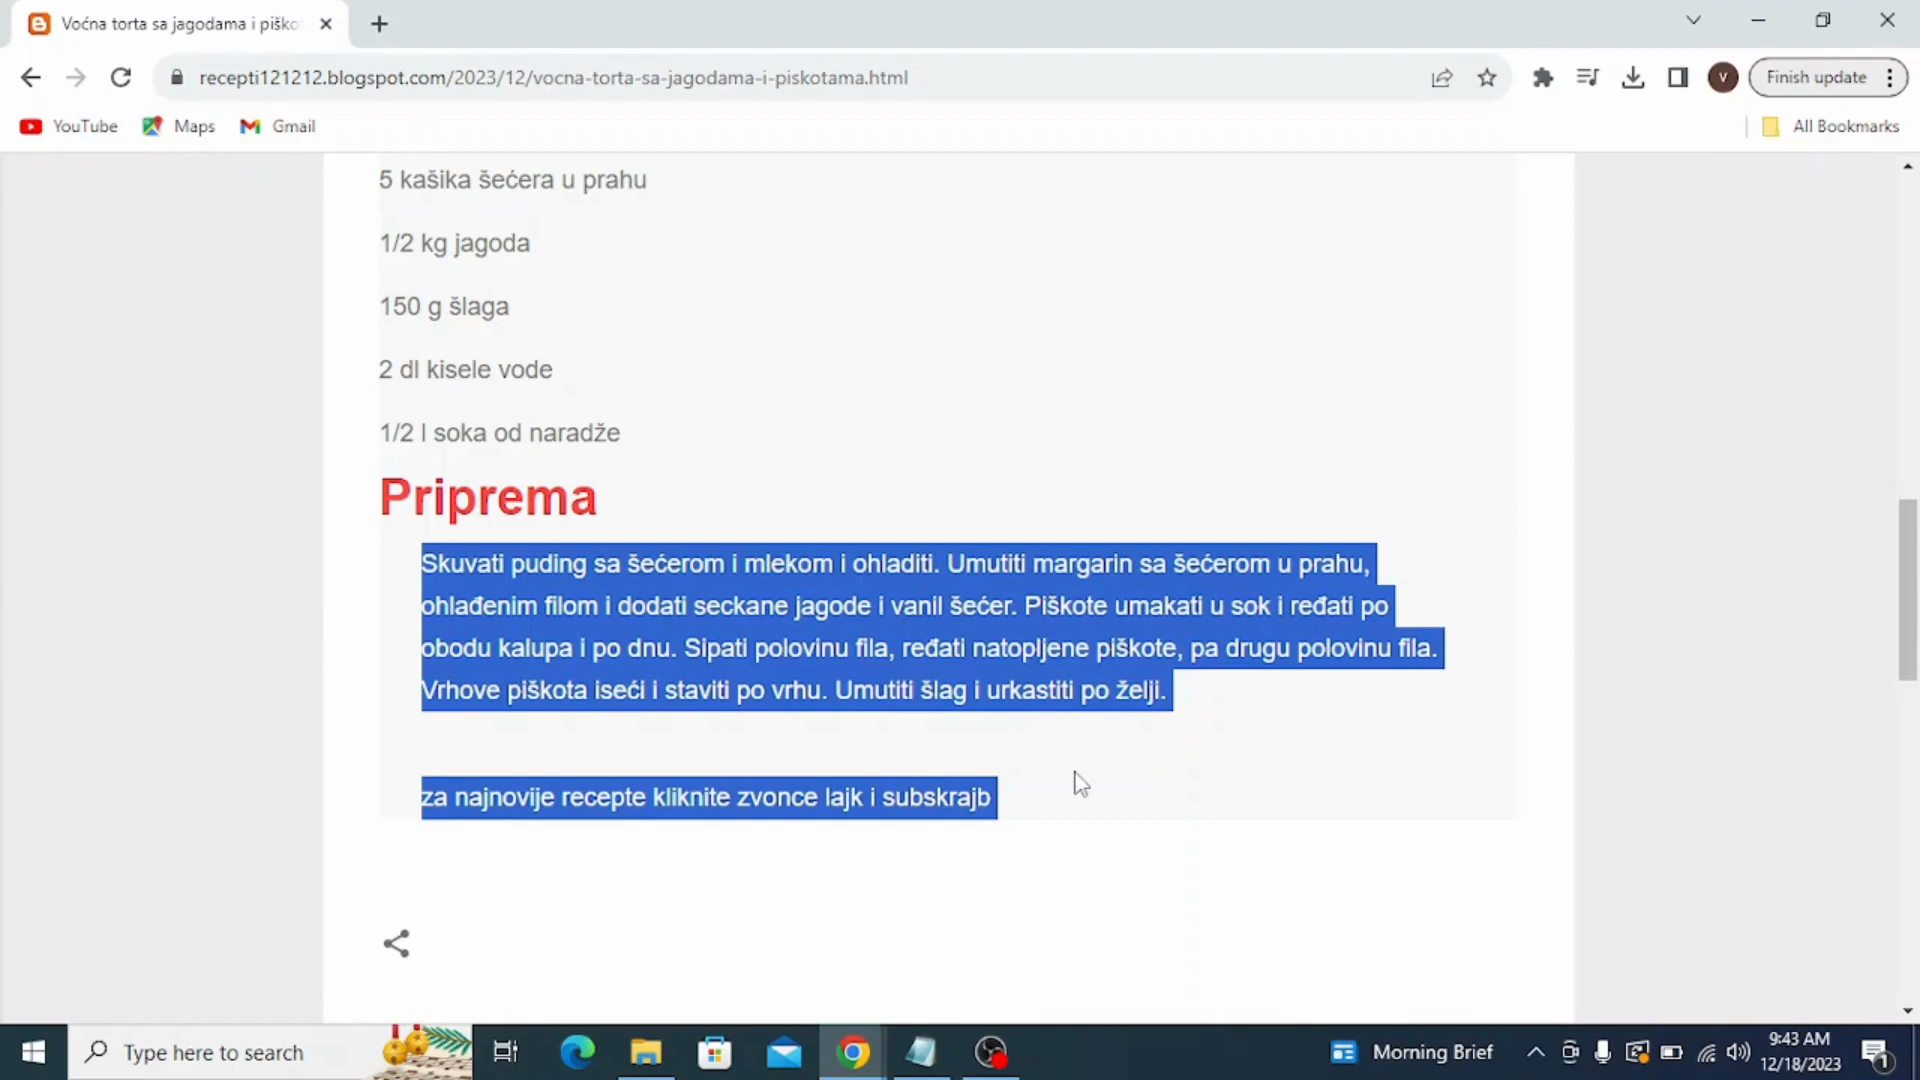 Voćna torta sa jagodama i piško
recepti121212.blogspot.com/2023/12/vocna-torta-sa-jagodama-i-piskotama.html
V
Finish update
YouTube
Maps
Gmail
All Bookmarks
5 kašika šećera u prahu
1/2 kg jagoda
150 g šlaga
2 dl kisele vode
1/2 l soka od naradže
Priprema
Skuvati puding sa šećerom i mlekom i ohladiti. Umutiti margarin sa šećerom u prahu,
ohlađenim filom i dodati seckane jagode i vanil šećer. Piškote umakati u sok i ređati po
obodu kalupa i po dnu. Sipati polovinu fila, ređati natopljene piškote, pa drugu polovinu fila.
Vrhove piškota iseći i staviti po vrhu. Umutiti šlag i urkastiti po želji.
za najnovije recepte kliknite zvonce lajk i subskrajb
Type here to search
Morning Brief
9:43 AM
12/18/2023
1